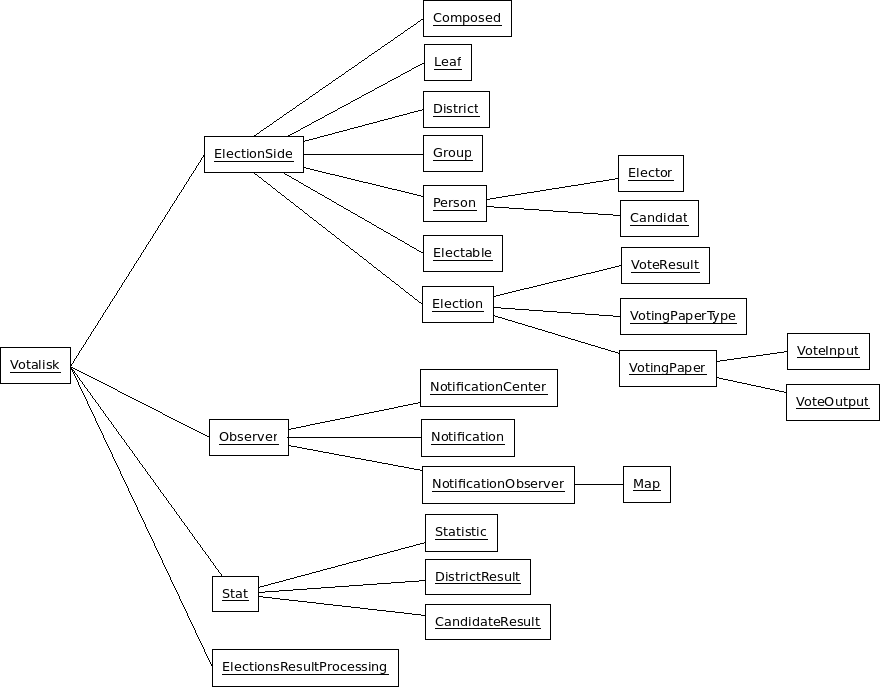 Composed
Leaf
District
ElectionSide
Group
Elector
Person
Candidat
Electable
VoteResult
Election
VotingPaperType
VoteInput
Votalisk
VotingPaper
NotificationCenter
VoteOutput
Observer
Notification
NotificationObserver
Map
Statistic
DistrictResult
Stat
CandidateResult
ElectionsResultProcessing